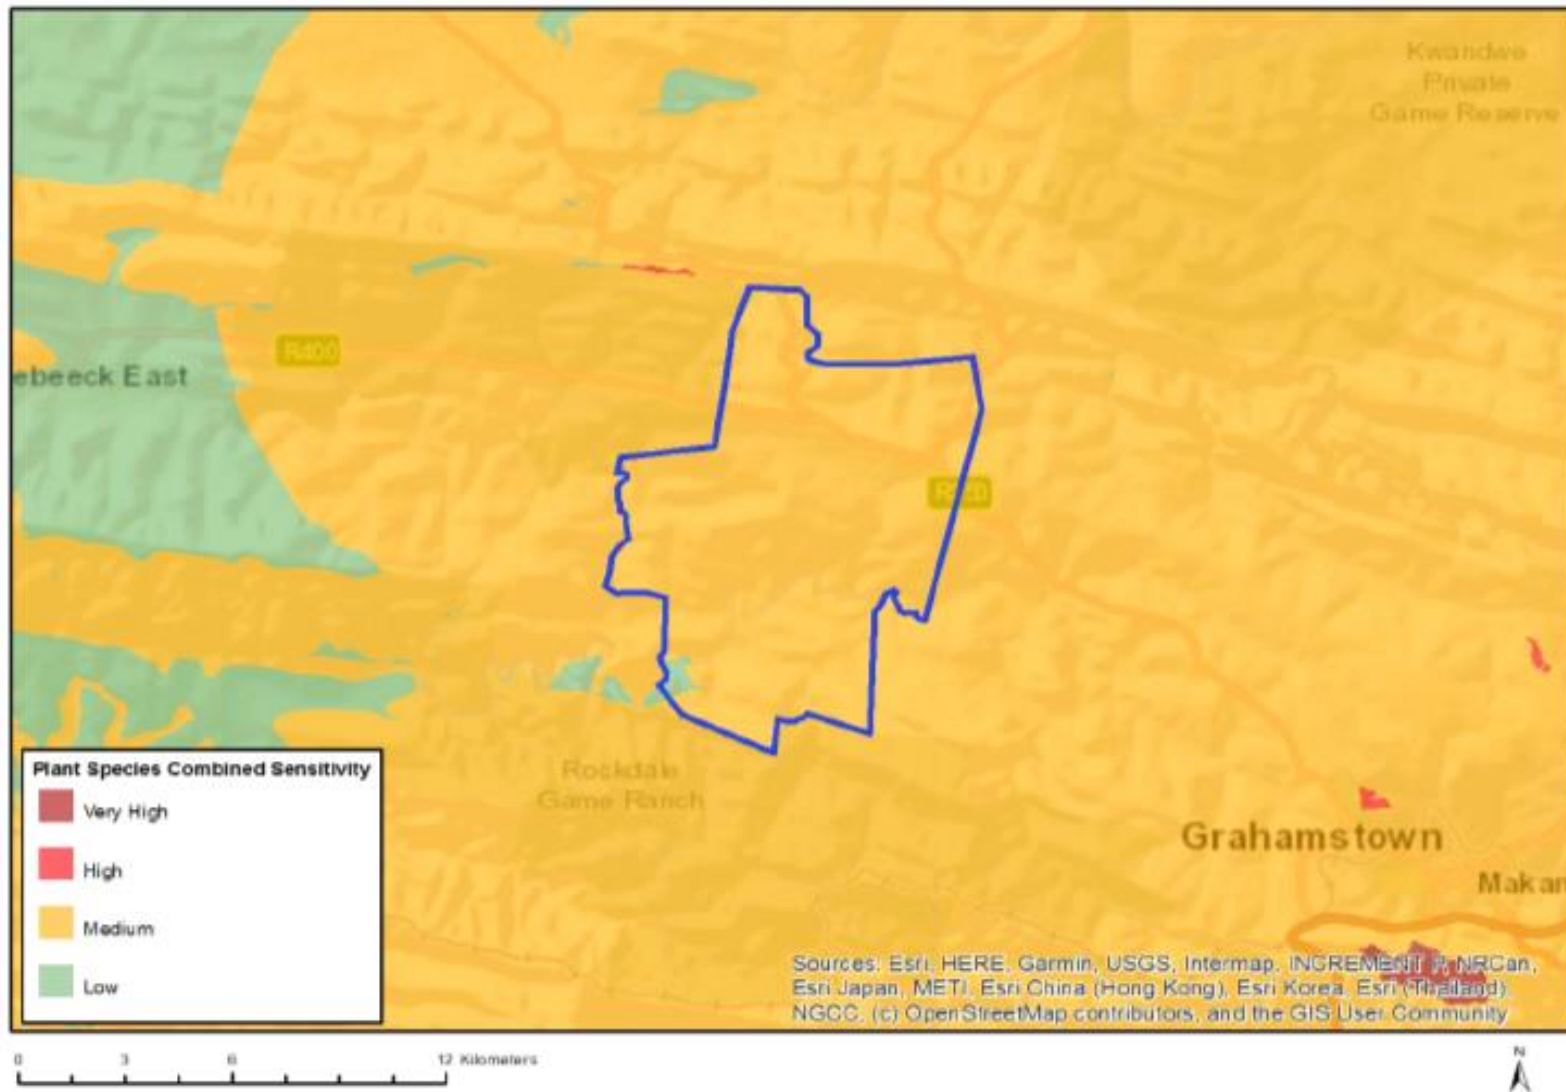 Kwandwe
Private
Game Reserve
R400
ebeeck East
Rockdale
Game Ranch
Plant Species Combined Sensitivity
Very High
High
Medium
Low
Grahamstown
Makan
Sources: Esri, HERE, Garmin, USGS, Intermap, INCREMENT P, NRCan,
Esri Japan, METI, Esri China (Hong Kong), Esri Korea, Esri (Thailand),
NGCC, (c) OpenStreetMap contributors, and the GIS User Community
0 3 6 12 Kilometers
N